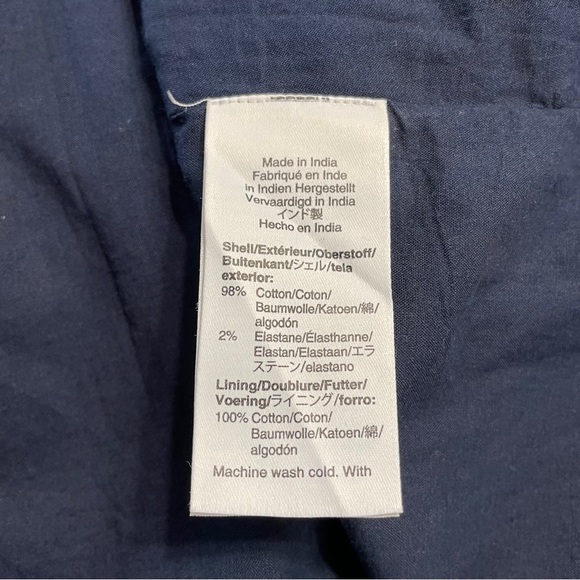 Made in India
Fabriqué en Inde
In Indien Hergestellt
Vervaardigd in India
インド製
Hecho en India
Shell/Extérieur/Oberstoff/
Buitenkant/シェル/tela
exterior:
98% Cotton/Coton/
Baumwolle/Katoen/綿/
algodón
2% Elastane/Élasthanne/
Elastan/Elastaan/エラ
ステーン/elastano
Lining/Doublure/Futter/
Voering/ライニング/forro:
100% Cotton/Coton/
Baumwolle/Katoen/綿/
algodón
Machine wash cold. With